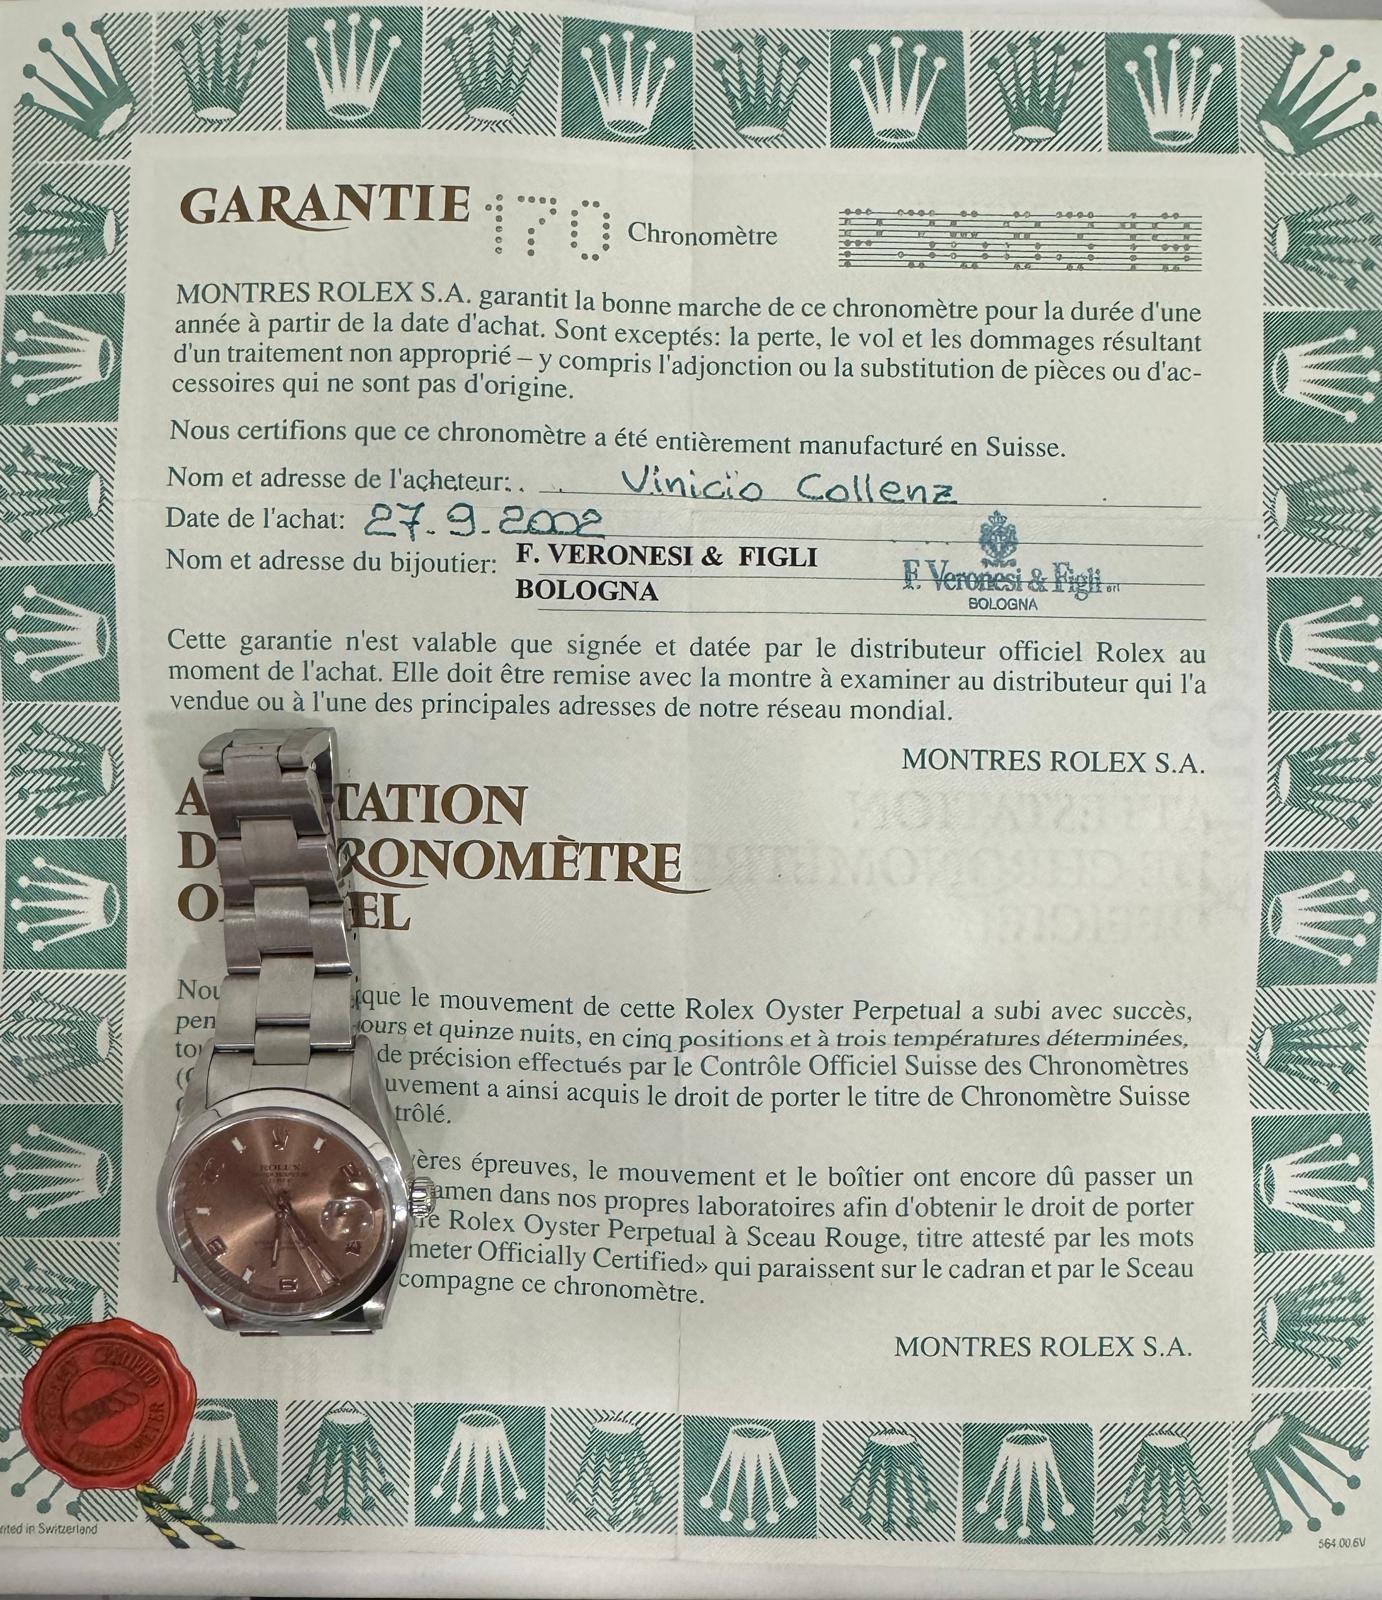 GARANTIE 170 Chronomètre
MONTRES ROLEX S.A. garantit la bonne marche de ce chronomètre pour la durée d'une
année à partir de la date d'achat. Sont exceptés: la perte, le vol et les dommages résultant
d'un traitement non approprié – y compris l'adjonction ou la substitution de pièces ou d'ac-
cessoires qui ne sont pas d'origine.
Nous certifions que ce chronomètre a été entièrement manufacturé en Suisse.
Nom et adresse de l'acheteur: Vinicio Collenz
Date de l'achat: 27.9.2002
Nom et adresse du bijoutier: F. VERONESI & FIGLI
BOLOGNA
F. Veronesi & Figli srl
BOLOGNA
Cette garantie n'est valable que signée et datée par le distributeur officiel Rolex au
moment de l'achat. Elle doit être remise avec la montre à examiner au distributeur qui l'a
vendue ou à l'une des principales adresses de notre réseau mondial.
MONTRES ROLEX S.A.
A TATION
D RONOMÈTRE
O EL
Nou que le mouvement de cette Rolex Oyster Perpetual a subi avec succès,
pen ours et quinze nuits, en cinq positions et à trois températures déterminées,
tou de précision effectués par le Contrôle Officiel Suisse des Chronomètres
uvement a ainsi acquis le droit de porter le titre de Chronomètre Suisse
trôlé.
ères épreuves, le mouvement et le boîtier ont encore dû passer un
amen dans nos propres laboratoires afin d'obtenir le droit de porter
re Rolex Oyster Perpetual à Sceau Rouge, titre attesté par les mots
meter Officially Certified» qui paraissent sur le cadran et par le Sceau
compagne ce chronomètre.
MONTRES ROLEX S.A.
ROLEX
SWISS
nted in Switzerland
564.00.6V